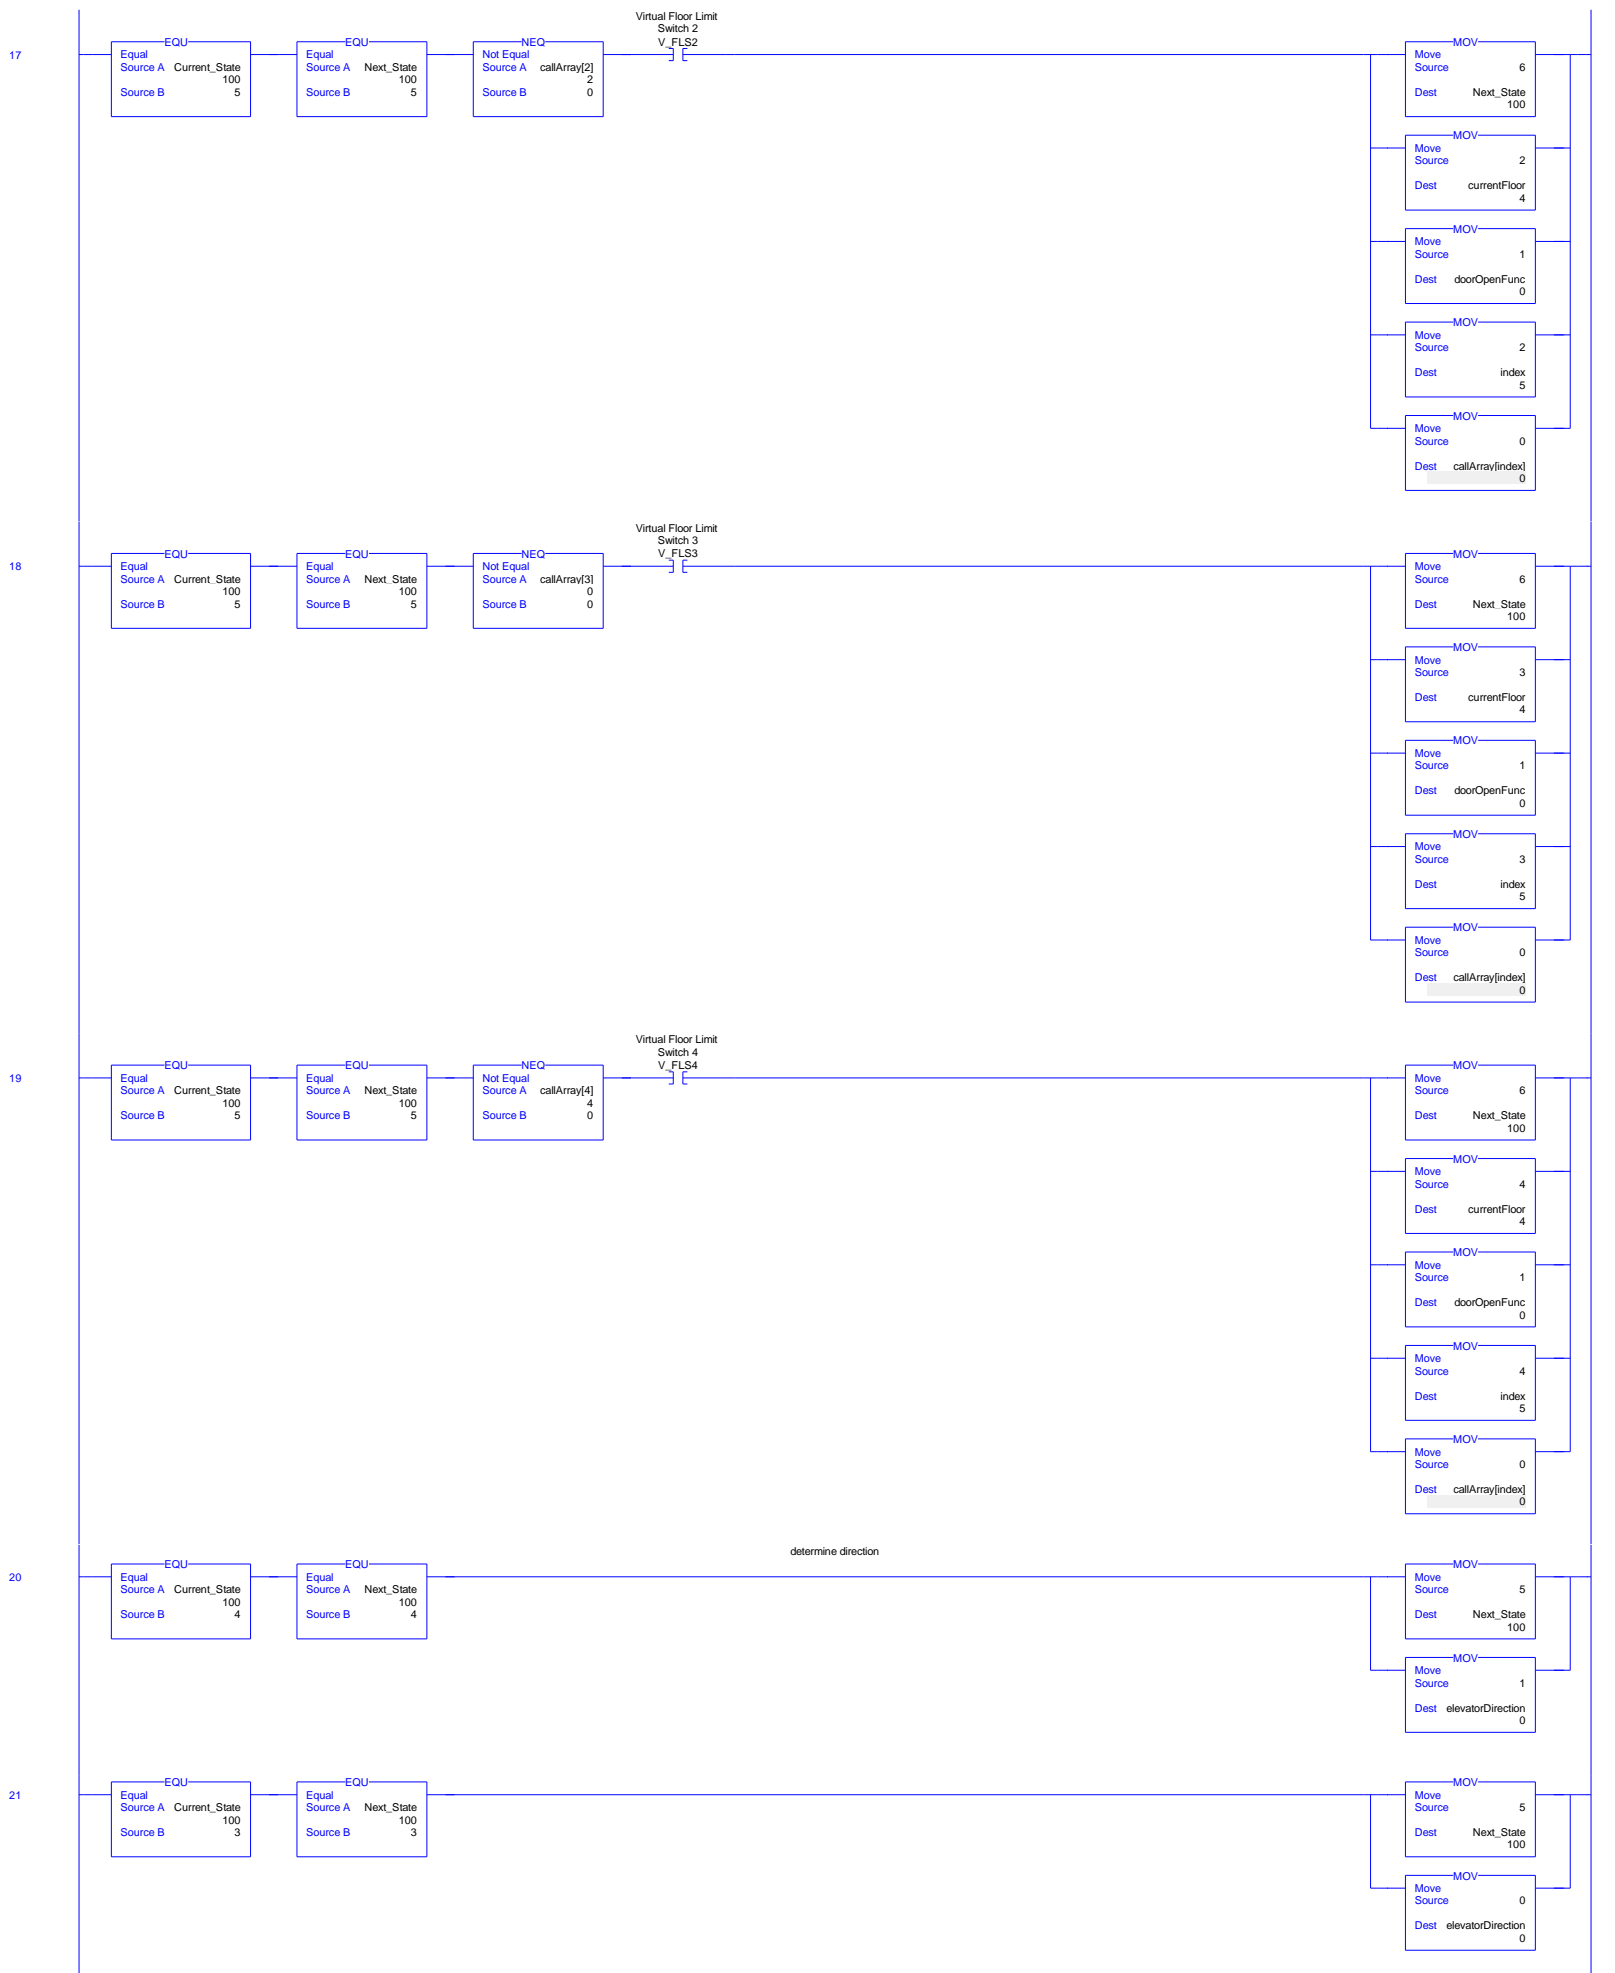 Virtual Floor Limit
Switch 2
V_FLS2
17
EQU
Equal
Source A Current_State
100
Source B 5
EQU
Equal
Source A Next_State
100
Source B 5
NEQ
Not Equal
Source A callArray[2]
2
Source B 0
MOV
Move
Source 6
Dest Next_State
100
MOV
Move
Source 2
Dest currentFloor
4
MOV
Move
Source 1
Dest doorOpenFunc
0
MOV
Move
Source 2
Dest index
5
MOV
Move
Source 0
Dest callArray[index]
0
Virtual Floor Limit
Switch 3
V_FLS3
18
EQU
Equal
Source A Current_State
100
Source B 5
EQU
Equal
Source A Next_State
100
Source B 5
NEQ
Not Equal
Source A callArray[3]
0
Source B 0
MOV
Move
Source 6
Dest Next_State
100
MOV
Move
Source 3
Dest currentFloor
4
MOV
Move
Source 1
Dest doorOpenFunc
0
MOV
Move
Source 3
Dest index
5
MOV
Move
Source 0
Dest callArray[index]
0
Virtual Floor Limit
Switch 4
V_FLS4
19
EQU
Equal
Source A Current_State
100
Source B 5
EQU
Equal
Source A Next_State
100
Source B 5
NEQ
Not Equal
Source A callArray[4]
4
Source B 0
MOV
Move
Source 6
Dest Next_State
100
MOV
Move
Source 4
Dest currentFloor
4
MOV
Move
Source 1
Dest doorOpenFunc
0
MOV
Move
Source 4
Dest index
5
MOV
Move
Source 0
Dest callArray[index]
0
determine direction
20
EQU
Equal
Source A Current_State
100
Source B 4
EQU
Equal
Source A Next_State
100
Source B 4
MOV
Move
Source 5
Dest Next_State
100
MOV
Move
Source 1
Dest elevatorDirection
0
21
EQU
Equal
Source A Current_State
100
Source B 3
EQU
Equal
Source A Next_State
100
Source B 3
MOV
Move
Source 5
Dest Next_State
100
MOV
Move
Source 0
Dest elevatorDirection
0